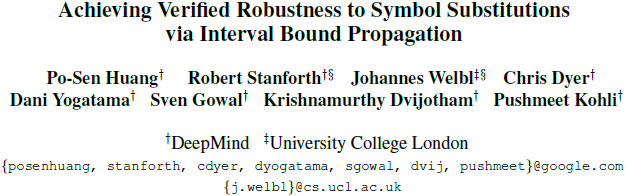 Achieving Verified Robustness to Symbol Substitutions
via Interval Bound Propagation
Po-Sen Huang† Robert Stanforth†§ Johannes Welbl‡§ Chris Dyer†
Dani Yogatama† Sven Gowal† Krishnamurthy Dvijotham† Pushmeet Kohli†
†DeepMind ‡University College London
{posenhuang, stanforth, cdyer, dyogatama, sgowal, dvij, pushmeet}@google.com
{j.welbl}@cs.ucl.ac.uk